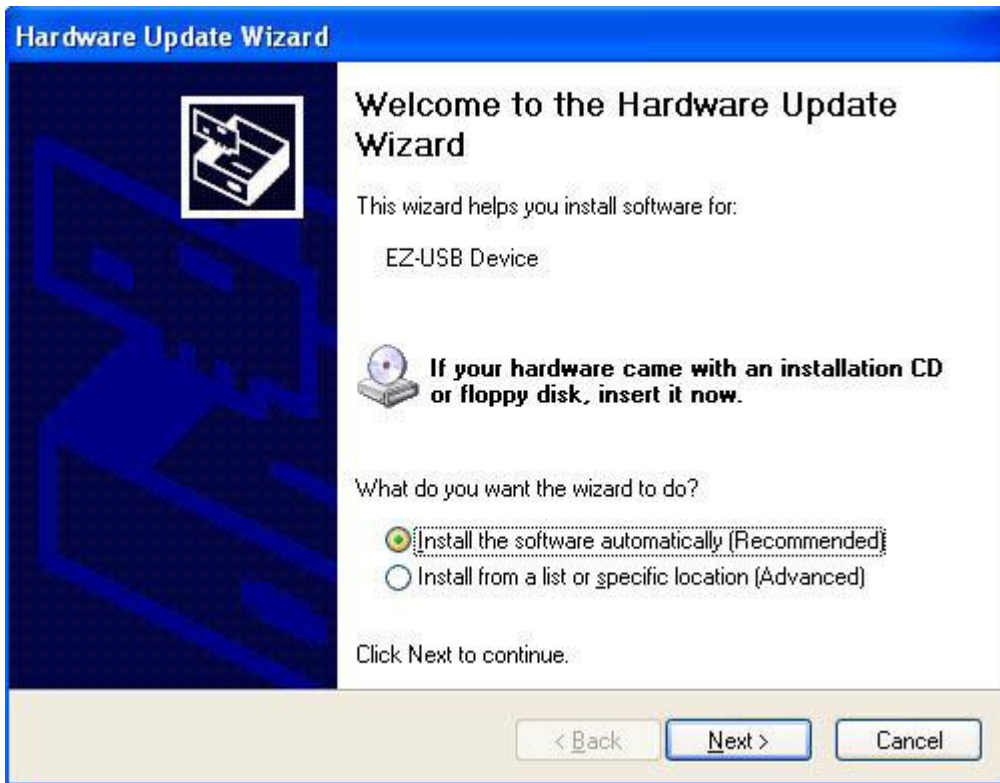 Hardware Update Wizard
Welcome to the Hardware Update
Wizard
This wizard helps you install software for:
EZ-USB Device
If your hardware came with an installation CD
or floppy disk, insert it now.
What do you want the wizard to do?
Install the software automatically (Recommended)
Install from a list or specific location (Advanced)
Click Next to continue.
< Back
Next >
Cancel